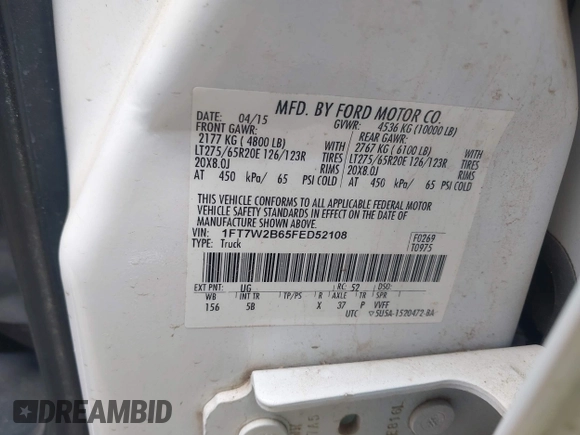 MFD. BY FORD MOTOR CO.
DATE: 04/15 GVWR: 4536 KG (10000 LB)
FRONT GAWR: REAR GAWR:
2177 KG ( 4800 LB) WITH 2767 KG ( 6100 LB) WITH
LT275/65R20E 126/123R TIRES LT275/65R20E 126/123R TIRES
20X8.0J RIMS 20X8.0J RIMS
AT 450 kPa/ 65 PSI COLD AT 450 kPa/ 65 PSI COLD
THIS VEHICLE CONFORMS TO ALL APPLICABLE FEDERAL MOTOR
VEHICLE SAFETY STANDARDS IN EFFECT ON THE DATE OF
MANUFACTURE SHOWN ABOVE.
VIN: 1FT7W2B65FED52108 F0269
TYPE: Truck T0975
EXT PNT: UG RC: 52 DSO:
WB INT TR TP/PS R AXLE TR SPR
156 5B X 37 P VVFF
UTC ▽5U5A-1520472-BA
DREAMBID